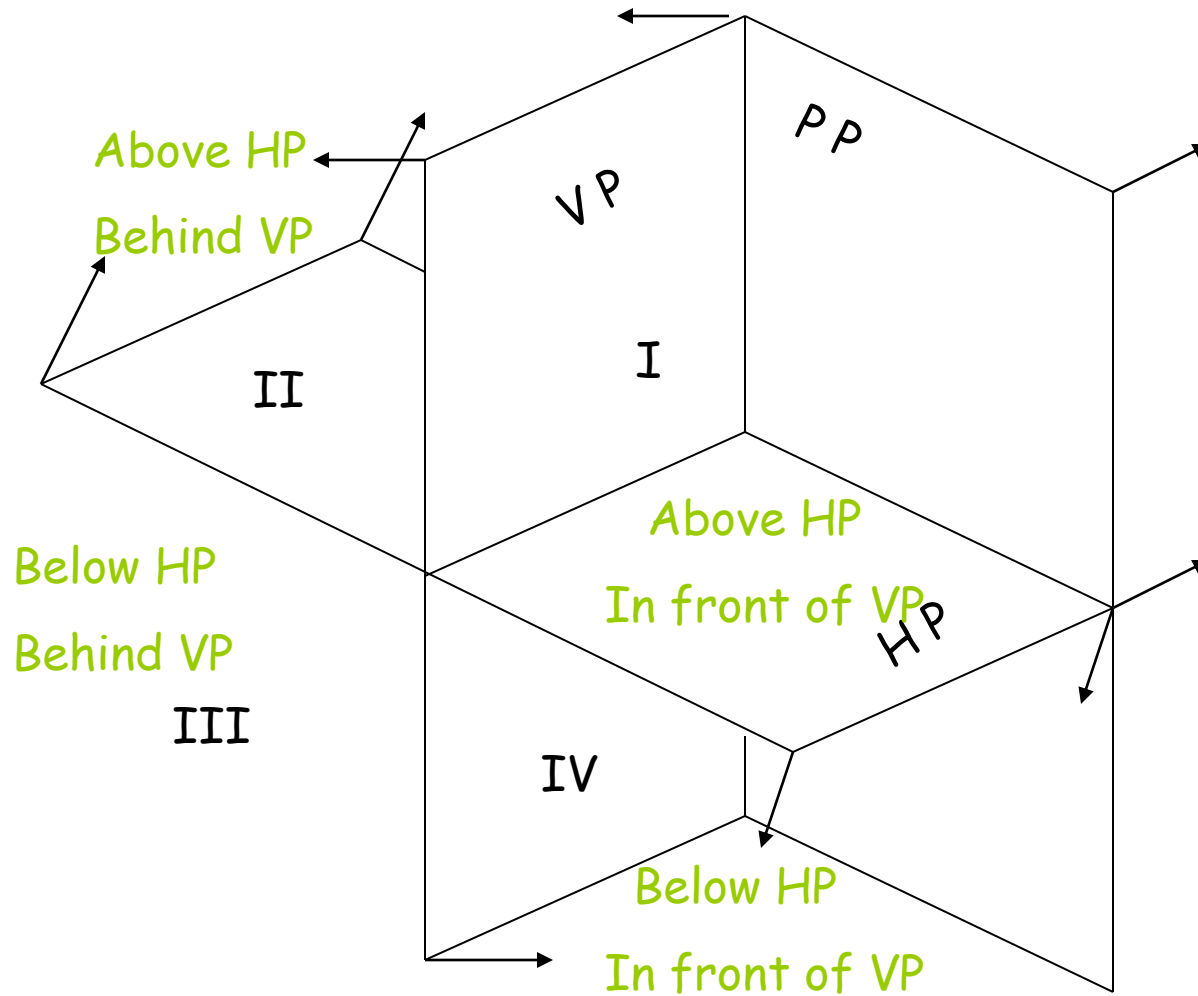 PP
Above HP
VP
Behind VP
I
II
Above HP
Below HP
In front of VP
HP
Behind VP
III
IV
Below HP
In front of VP